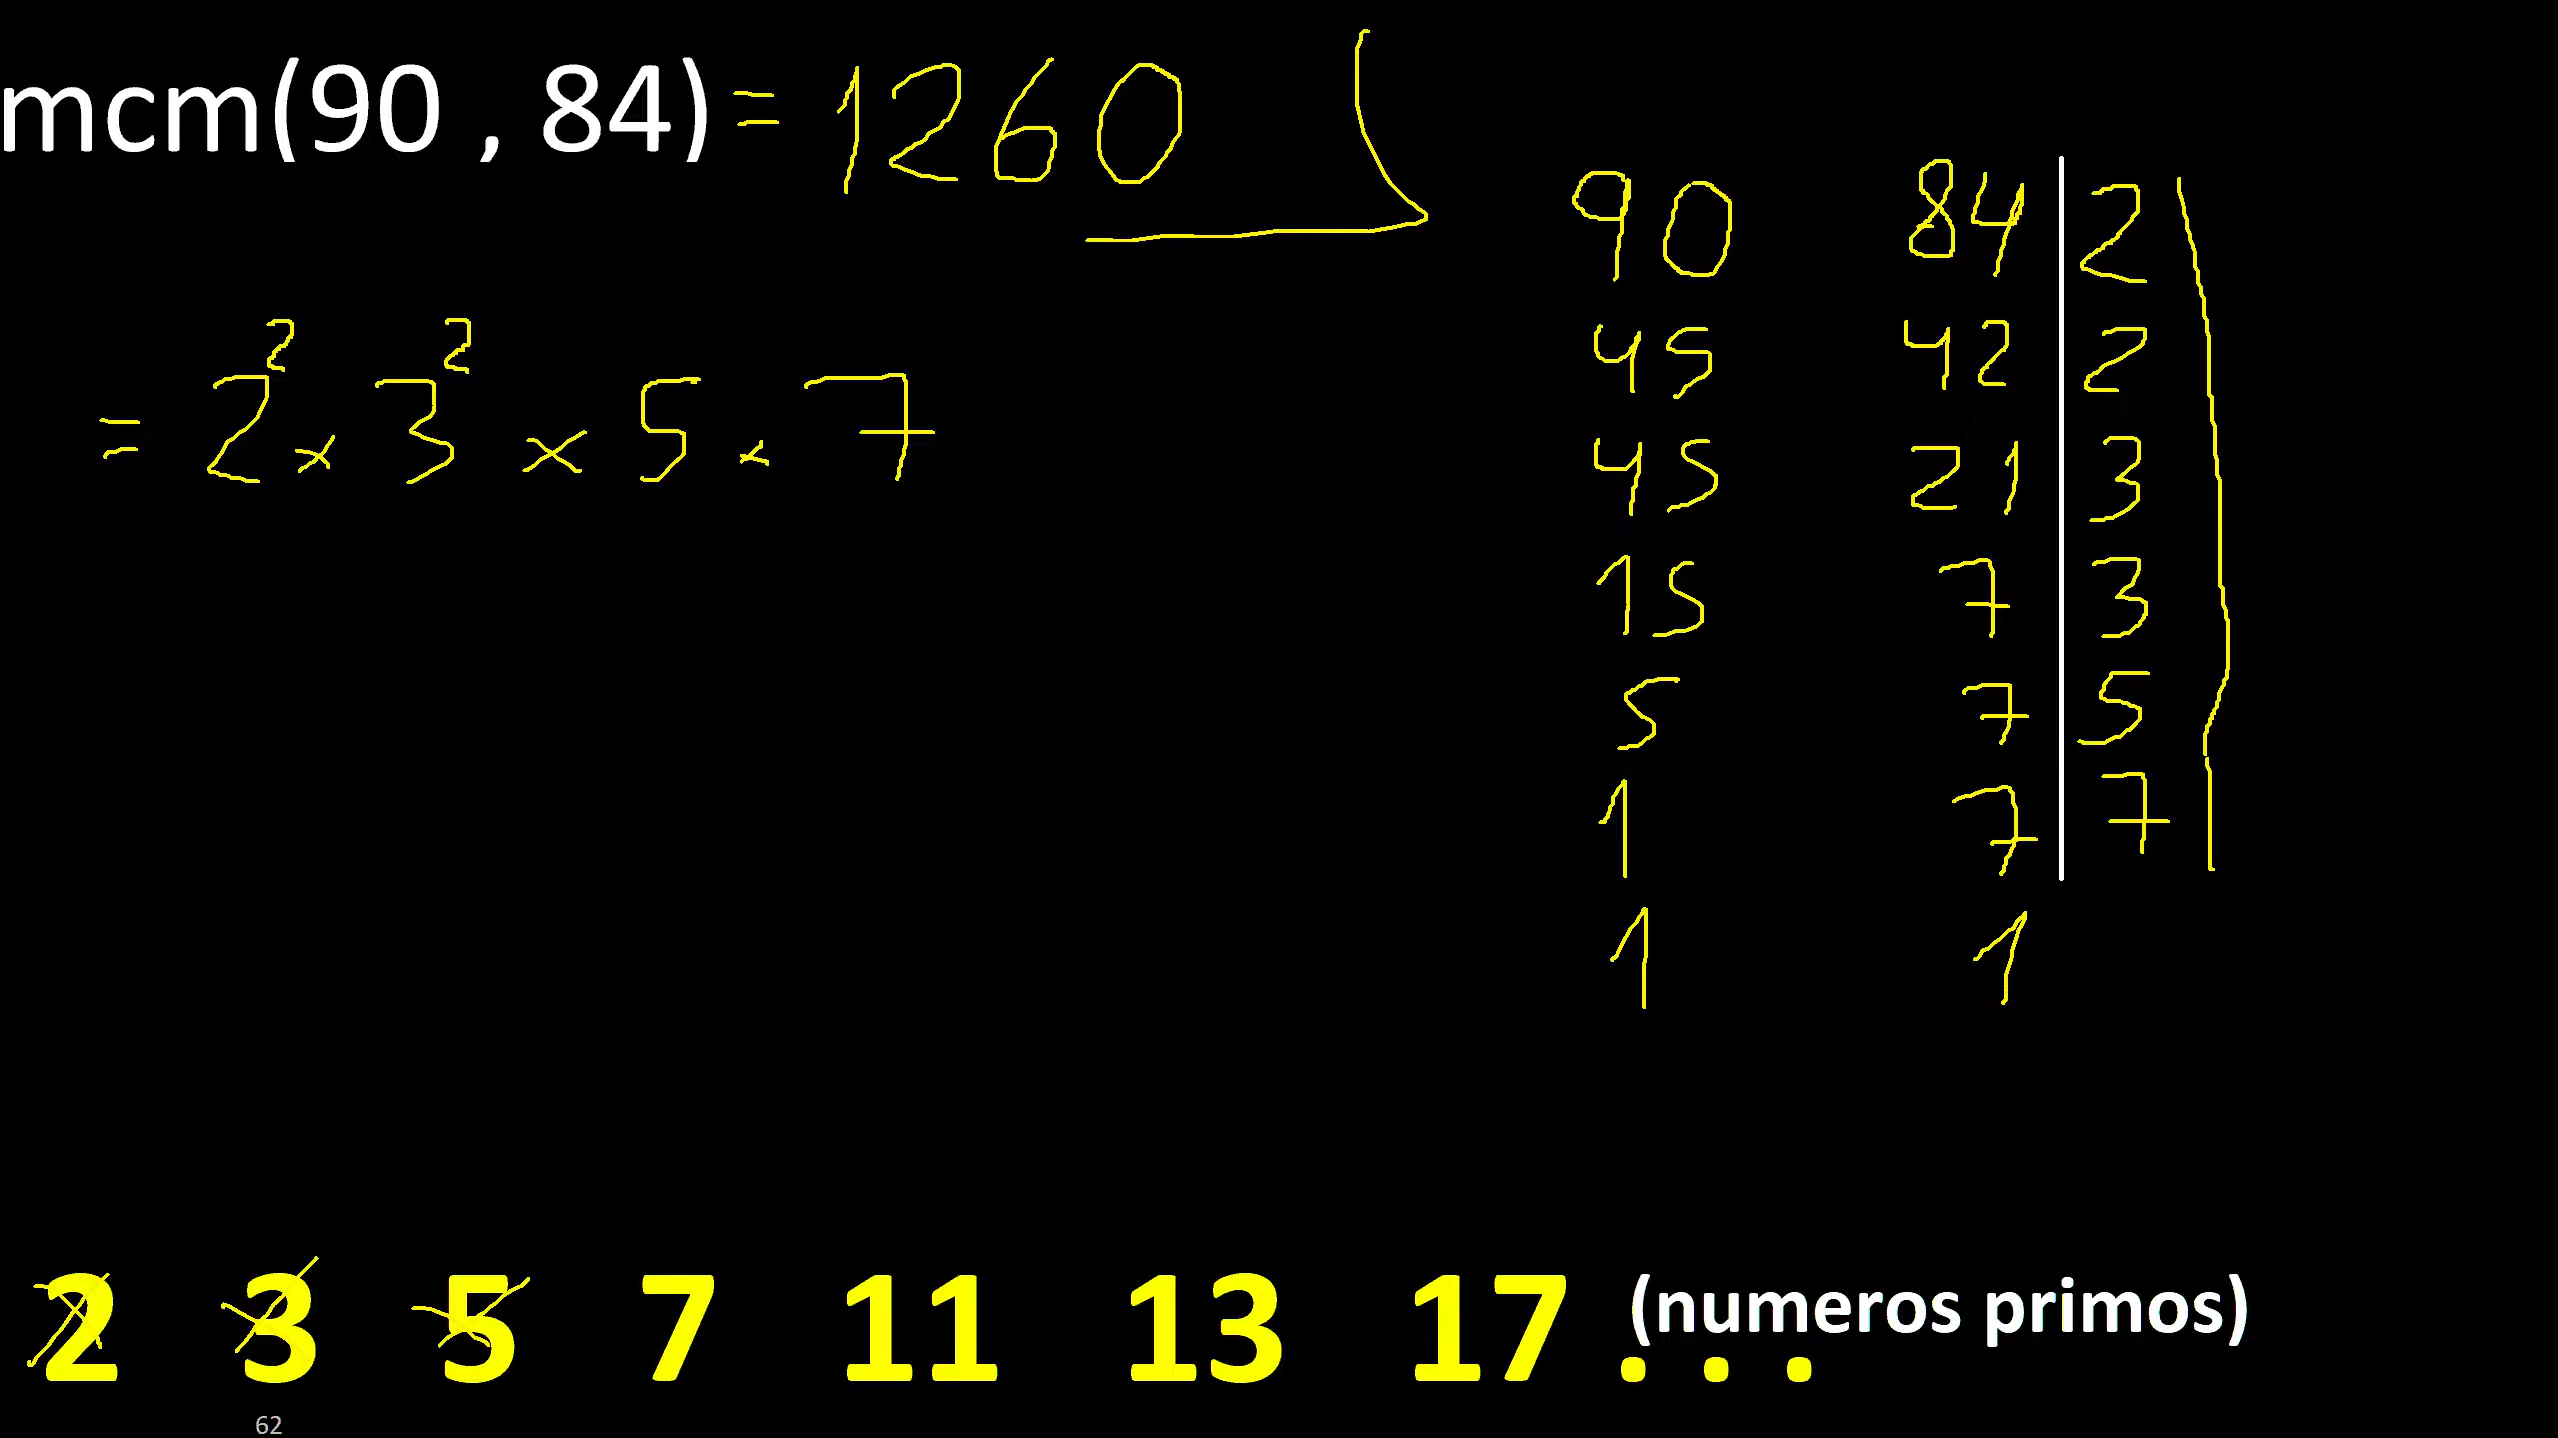 mcm(90 , 84) = 1260
= 2² x 3² x 5 x 7
90 84 2
45 42 2
45 21 3
15 7 3
5 7 5
1 7 7
1 1
2 3 5 7 11 13 17 ... (numeros primos)
62